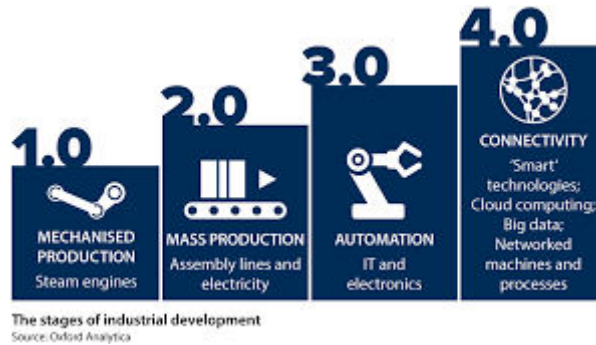 1.0
MECHANISED
PRODUCTION
Steam engines
2.0
MASS PRODUCTION
Assembly lines and
electricity
3.0
AUTOMATION
IT and
electronics
4.0
CONNECTIVITY
'Smart'
technologies;
Cloud computing;
Big data;
Networked
machines and
processes
The stages of industrial development
Source: Oxford Analytica